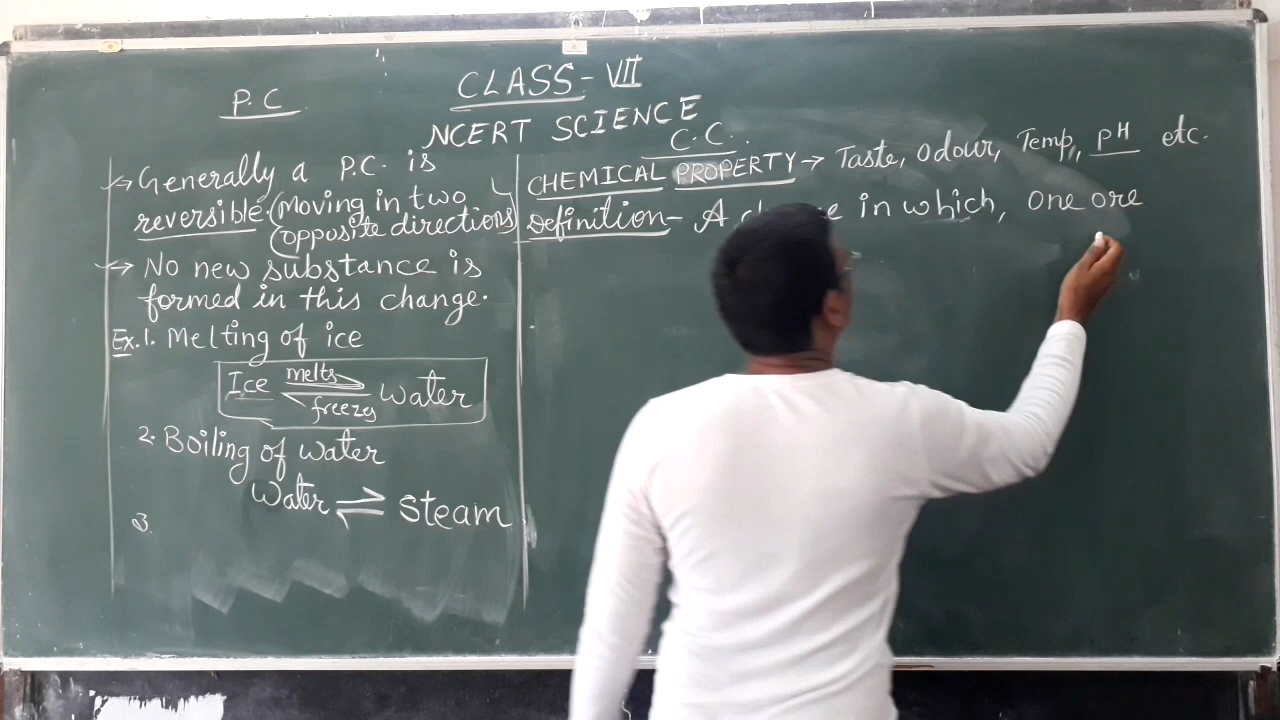 CLASS - VII
NCERT SCIENCE
P.C
→ Generally a P.C. is
reversible. (Moving in two
(opposite directions)
→ No new substance is
formed in this change.
Ex. 1. Melting of ice
Ice melts ⇌ freezes water
2. Boiling of water
water ⇌ steam
3.
C.C.
CHEMICAL PROPERTY → Taste, Odour, Temp,, PH etc.
Definition - A in which, one ore